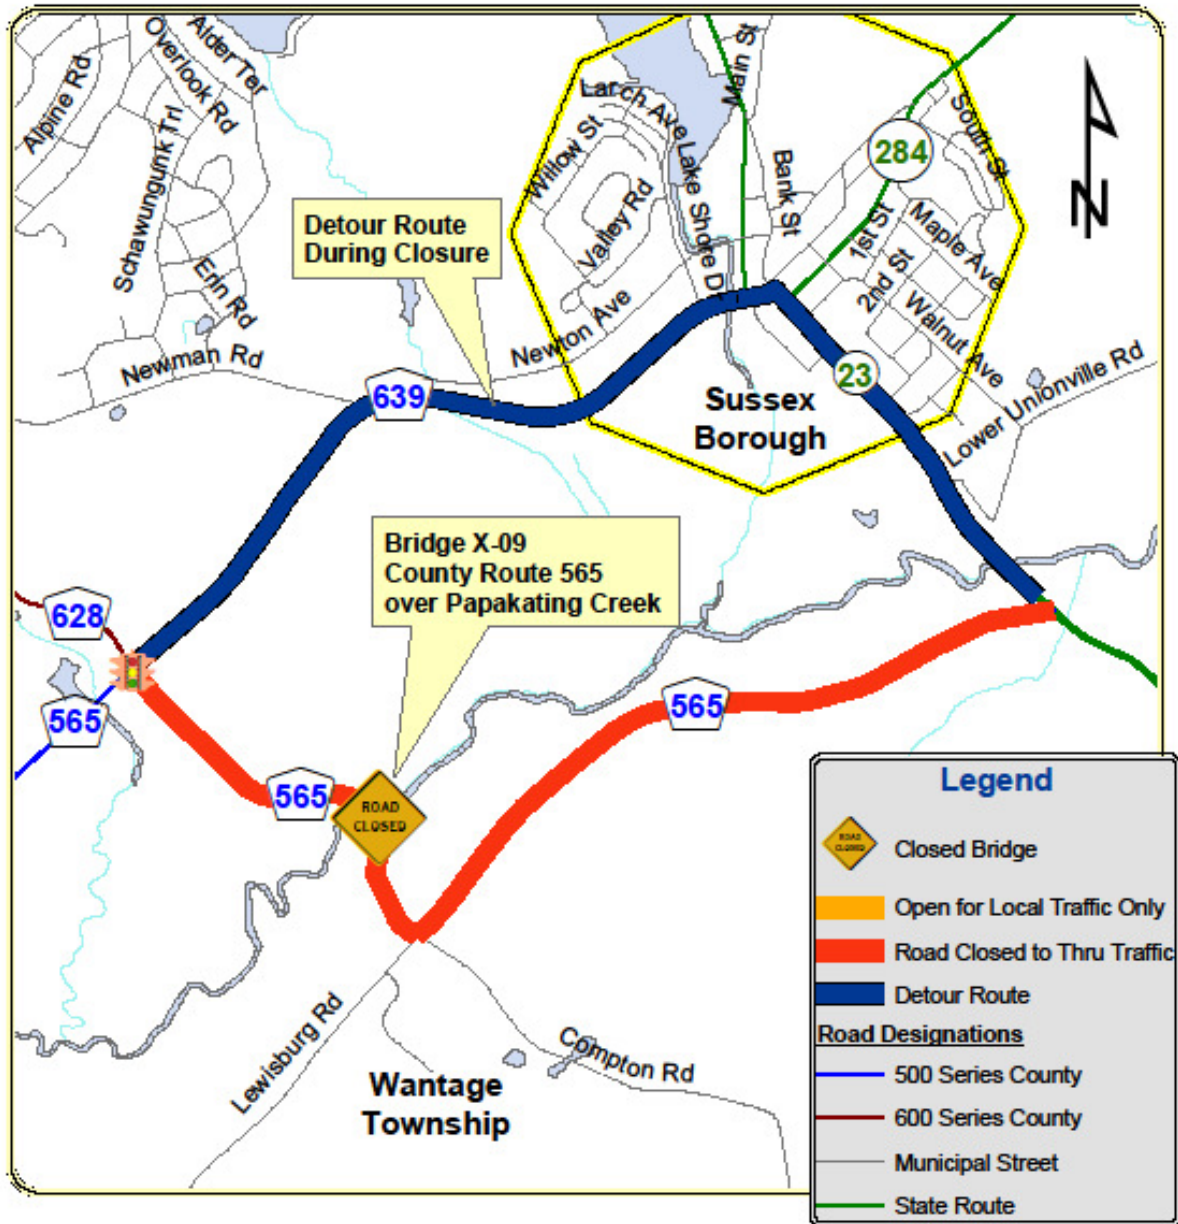 Alpine Rd
Overlook Rd
Alder Ter
Schawungunk Trl
Erin Rd
Newman Rd
Larch Ave
Willow St
Valley Rd
Lake Shore Dr
Main St
Bank St
284
South St
1st St
Maple Ave
2nd St
Walnut Ave
N
Detour Route
During Closure
Newton Ave
639
23
Sussex
Borough
Lower Unionville Rd
Bridge X-09
County Route 565
over Papakating Creek
628
565
565
565
ROAD
CLOSED
Lewisburg Rd
Compton Rd
Wantage
Township
Legend
ROAD
CLOSED
Closed Bridge
Open for Local Traffic Only
Road Closed to Thru Traffic
Detour Route
Road Designations
500 Series County
600 Series County
Municipal Street
State Route